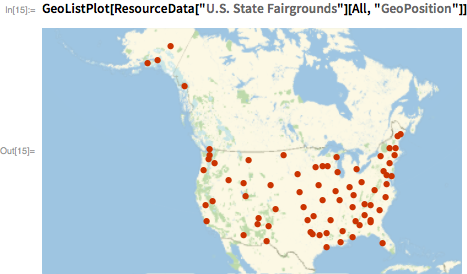 In[15]:= GeoListPlot[ResourceData["U.S. State Fairgrounds"][All, "GeoPosition"]]
Out[15]=